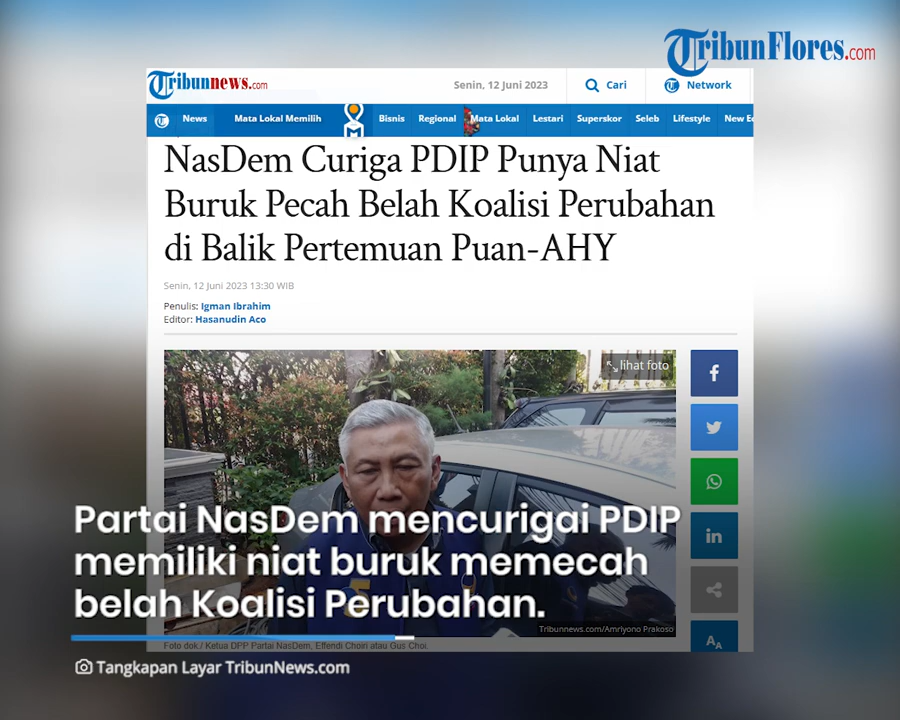 TribunFlores.com
Tribunnews.com
Senin, 12 Juni 2023
Cari
Network
News
Mata Lokal Memilih
Bisnis
Regional
Mata Lokal
Lestari
Superskor
Seleb
Lifestyle
New E
NasDem Curiga PDIP Punya Niat
Buruk Pecah Belah Koalisi Perubahan
di Balik Pertemuan Puan-AHY
Senin, 12 Juni 2023 13:30 WIB
Penulis: Igman Ibrahim
Editor: Hasanudin Aco
lihat foto
Partai NasDem mencurigai PDIP
memiliki niat buruk memecah
belah Koalisi Perubahan.
Tribunnews.com/Amriyono Prakoso
Foto dok./ Ketua DPP Partai NasDem, Effendi Choiri atau Gus Choi.
Tangkapan Layar TribunNews.com